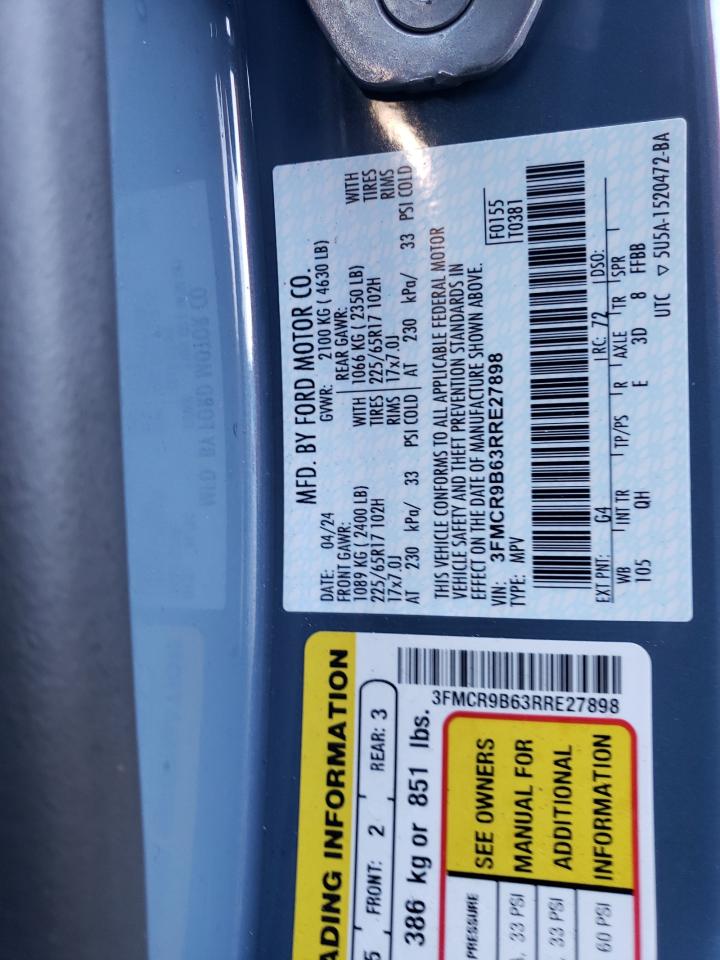 MFD. BY FORD MOTOR CO.
DATE: 04/24 GVWR: 2100 KG ( 4630 LB)
FRONT GAWR: REAR GAWR:
1089 KG ( 2400 LB) WITH 1066 KG ( 2350 LB) WITH
225/65R17 102H TIRES 225/65R17 102H TIRES
17x7.0J RIMS 17x7.0J RIMS
AT 230 kPa/ 33 PSI COLD AT 230 kPa/ 33 PSI COLD
THIS VEHICLE CONFORMS TO ALL APPLICABLE FEDERAL MOTOR
VEHICLE SAFETY AND THEFT PREVENTION STANDARDS IN
EFFECT ON THE DATE OF MANUFACTURE SHOWN ABOVE.
VIN: 3FMCR9B63RRE27898 F0155
TYPE: MPV T0381
EXT PNT: G4 RC: 72 DSO:
WB INT TR TP/PS R AXLE TR SPR
105 QH E 3D 8 FFBB
UTC ▽ 5U5A-1520472-BA
ADING INFORMATION
5 FRONT: 2 REAR: 3
386 kg or 851 lbs.
3FMCR9B63RRE27898
PRESSURE SEE OWNERS
33 PSI MANUAL FOR
33 PSI ADDITIONAL
60 PSI INFORMATION